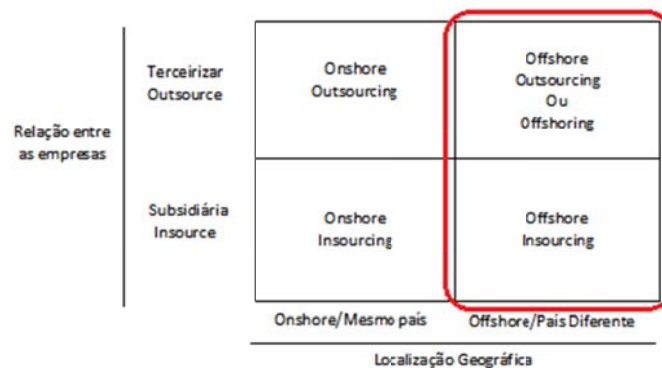 Terceirizar
Outsource
Onshore
Outsourcing
Offshore
Outsourcing
Ou
Offshoring
Relação entre
as empresas
Subsidiária
Insource
Onshore
Insourcing
Offshore
Insourcing
Onshore/Mesmo país
Offshore/País Diferente
Localização Geográfica